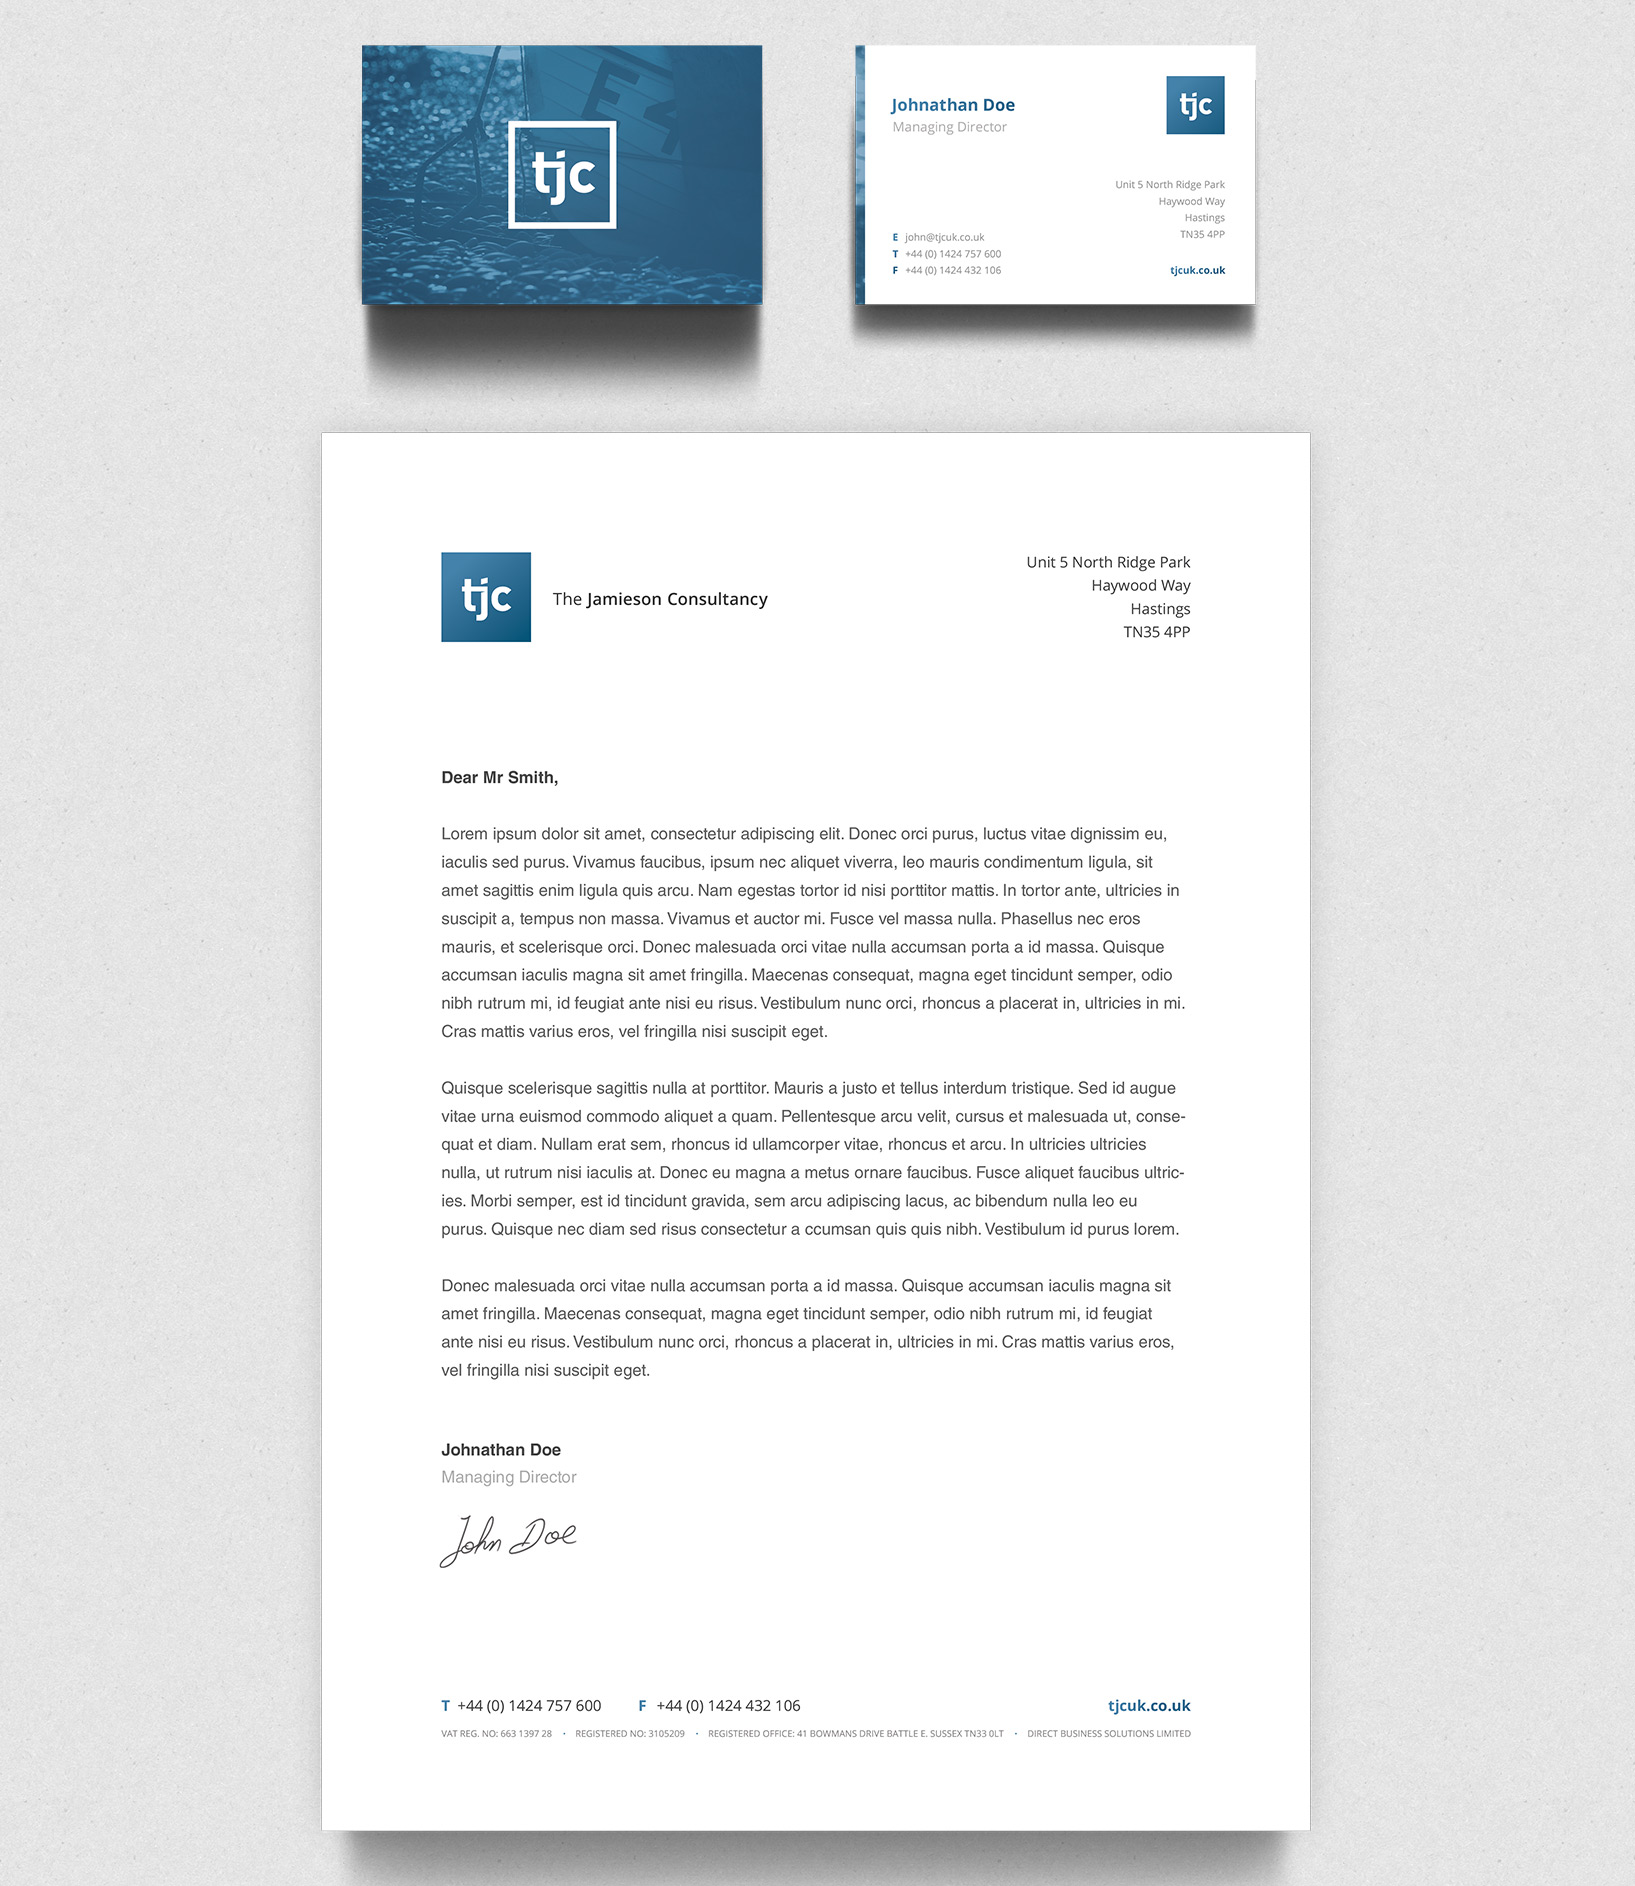 E4
tjc
Johnathan Doe
Managing Director
tjc
Unit 5 North Ridge Park
Haywood Way
Hastings
TN35 4PP
E john@tjcuk.co.uk
T +44 (0) 1424 757 600
F +44 (0) 1424 432 106
tjcuk.co.uk
tjc
The Jamieson Consultancy
Unit 5 North Ridge Park
Haywood Way
Hastings
TN35 4PP
Dear Mr Smith,
Lorem ipsum dolor sit amet, consectetur adipiscing elit. Donec orci purus, luctus vitae dignissim eu,
iaculis sed purus. Vivamus faucibus, ipsum nec aliquet viverra, leo mauris condimentum ligula, sit
amet sagittis enim ligula quis arcu. Nam egestas tortor id nisi porttitor mattis. In tortor ante, ultricies in
suscipit a, tempus non massa. Vivamus et auctor mi. Fusce vel massa nulla. Phasellus nec eros
mauris, et scelerisque orci. Donec malesuada orci vitae nulla accumsan porta a id massa. Quisque
accumsan iaculis magna sit amet fringilla. Maecenas consequat, magna eget tincidunt semper, odio
nibh rutrum mi, id feugiat ante nisi eu risus. Vestibulum nunc orci, rhoncus a placerat in, ultricies in mi.
Cras mattis varius eros, vel fringilla nisi suscipit eget.
Quisque scelerisque sagittis nulla at porttitor. Mauris a justo et tellus interdum tristique. Sed id augue
vitae urna euismod commodo aliquet a quam. Pellentesque arcu velit, cursus et malesuada ut, conse-
quat et diam. Nullam erat sem, rhoncus id ullamcorper vitae, rhoncus et arcu. In ultricies ultricies
nulla, ut rutrum nisi iaculis at. Donec eu magna a metus ornare faucibus. Fusce aliquet faucibus ultric-
ies. Morbi semper, est id tincidunt gravida, sem arcu adipiscing lacus, ac bibendum nulla leo eu
purus. Quisque nec diam sed risus consectetur a ccumsan quis quis nibh. Vestibulum id purus lorem.
Donec malesuada orci vitae nulla accumsan porta a id massa. Quisque accumsan iaculis magna sit
amet fringilla. Maecenas consequat, magna eget tincidunt semper, odio nibh rutrum mi, id feugiat
ante nisi eu risus. Vestibulum nunc orci, rhoncus a placerat in, ultricies in mi. Cras mattis varius eros,
vel fringilla nisi suscipit eget.
Johnathan Doe
Managing Director
John Doe
T +44 (0) 1424 757 600 F +44 (0) 1424 432 106 tjcuk.co.uk
VAT REG. NO: 663 1397 28 • REGISTERED NO: 3105209 • REGISTERED OFFICE: 41 BOWMANS DRIVE BATTLE E. SUSSEX TN33 0LT • DIRECT BUSINESS SOLUTIONS LIMITED